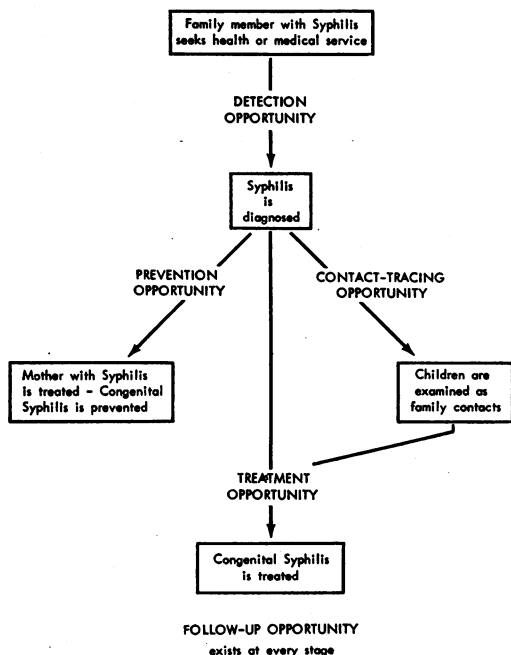 Family member with Syphilis
seeks health or medical service
DETECTION
OPPORTUNITY
Syphilis
is
diagnosed
PREVENTION
OPPORTUNITY
CONTACT-TRACING
OPPORTUNITY
Mother with Syphilis
is treated - Congenital
Syphilis is prevented
Children are
examined as
family contacts
TREATMENT
OPPORTUNITY
Congenital Syphilis
is treated
FOLLOW-UP OPPORTUNITY
exists at every stage